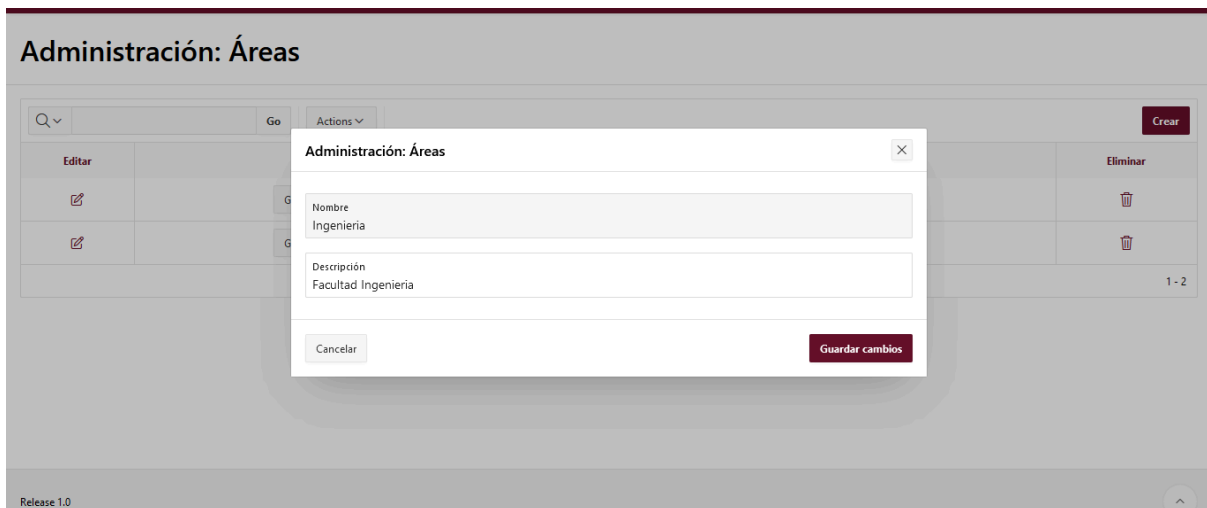 Administración: Áreas
Go
Actions
Crear
Administración: Áreas
Editar
Eliminar
Nombre
Ingenieria
G
G
Descripción
Facultad Ingenieria
1 - 2
Cancelar
Guardar cambios
Release 1.0